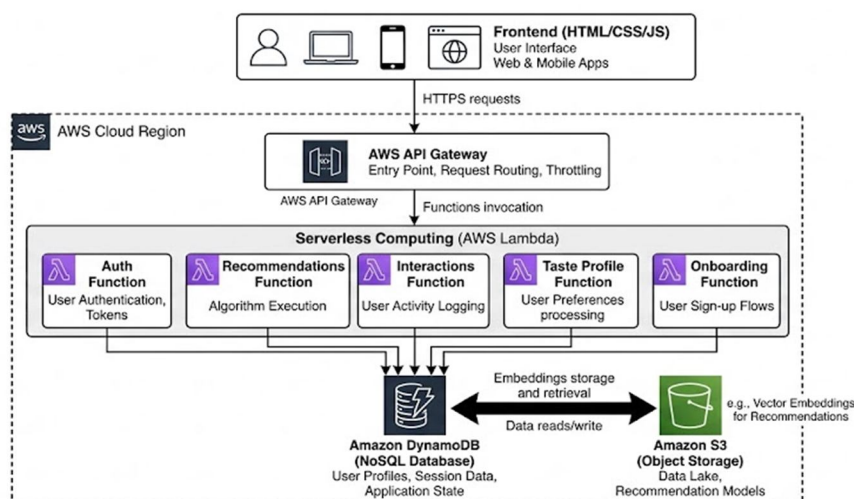 Frontend (HTML/CSS/JS)
User Interface
Web & Mobile Apps
HTTPS requests
aws
AWS Cloud Region
AWS API Gateway
Entry Point, Request Routing, Throttling
AWS API Gateway
Functions invocation
Serverless Computing (AWS Lambda)
Auth
Function
User Authentication,
Tokens
Recommendations
Function
Algorithm Execution
Interactions
Function
User Activity Logging
Taste Profile
Function
User Preferences
processing
Onboarding
Function
User Sign-up Flows
Embeddings storage
and retrieval
Data reads/write
e.g., Vector Embeddings
for Recommendations
Amazon DynamoDB
(NoSQL Database)
User Profiles, Session Data,
Application State
Amazon S3
(Object Storage)
Data Lake,
Recommendation Models